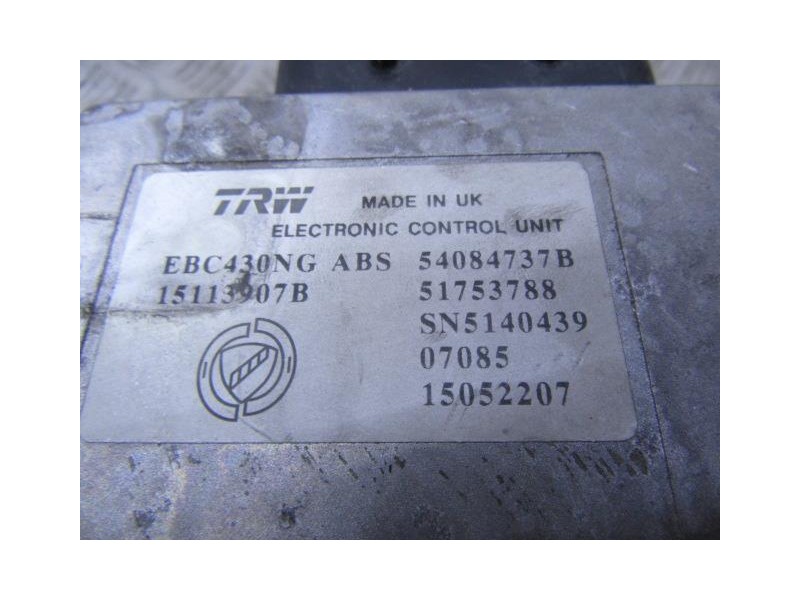 TRW MADE IN UK
ELECTRONIC CONTROL UNIT
EBC430NG ABS 54084737B
15113907B 51753788
SN5140439
07085
15052207